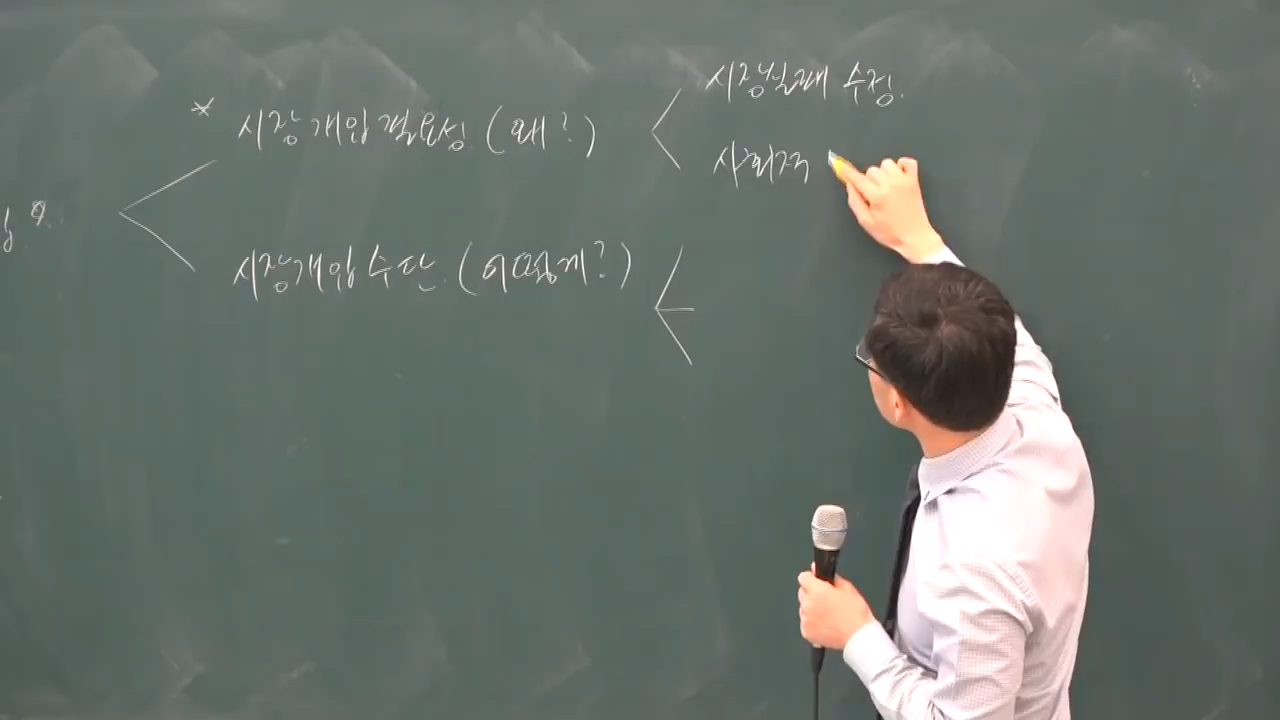 * 시장개입 필요성. (왜?)
시장실패 수정.
사회적
시장개입 수단. (어떻게?)